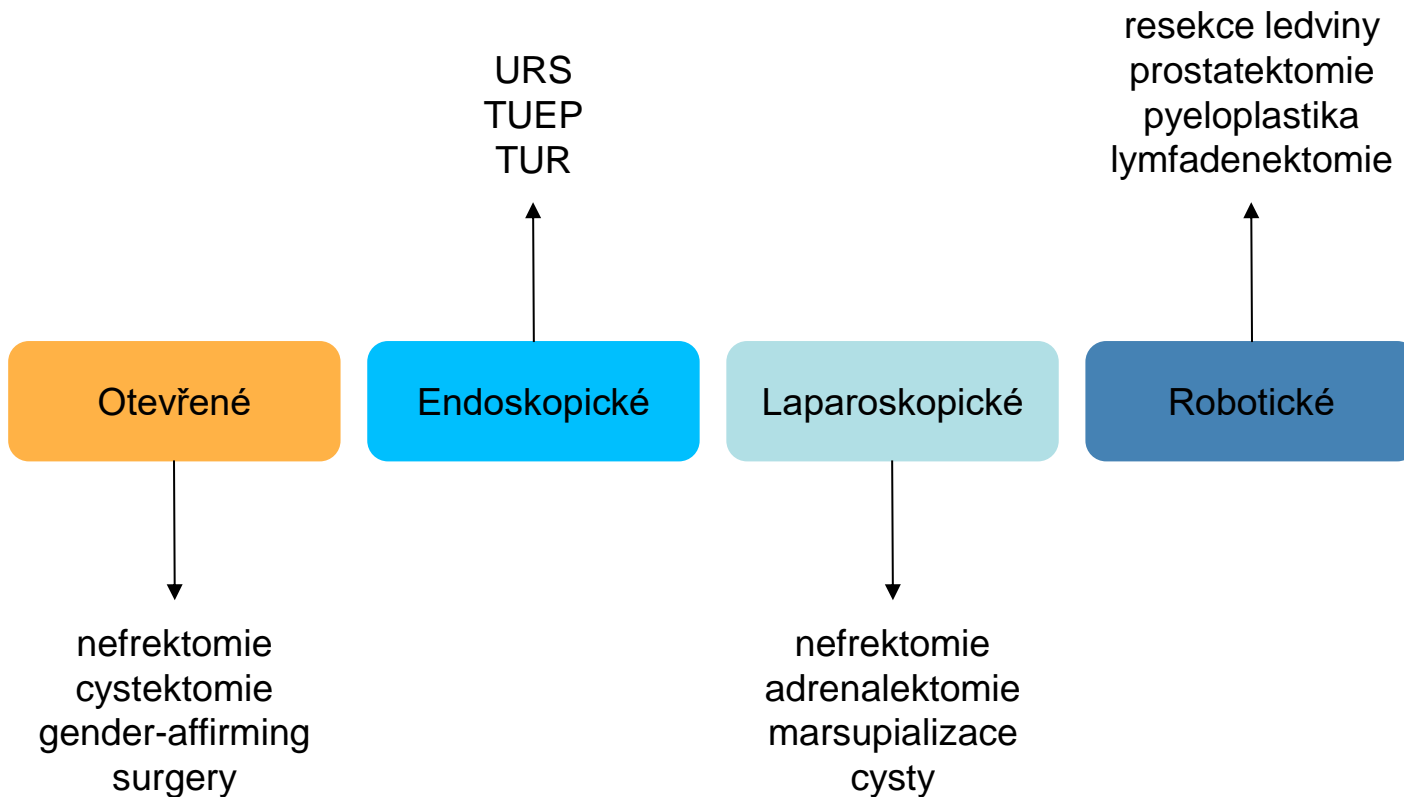 URS
TUEP
TUR
resekce ledviny
prostatektomie
pyeloplastika
lymfadenektomie
Otevřené
Endoskopické
Laparoskopické
Robotické
nefrektomie
cystektomie
gender-affirming
surgery
nefrektomie
adrenalektomie
marsupializace
cysty